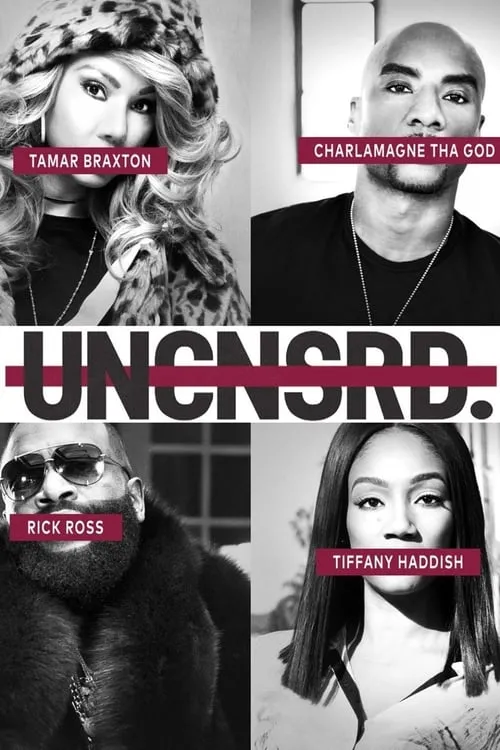 TAMAR BRAXTON
CHARLAMAGNE THA GOD
UNCNSRD.
RICK ROSS
TIFFANY HADDISH